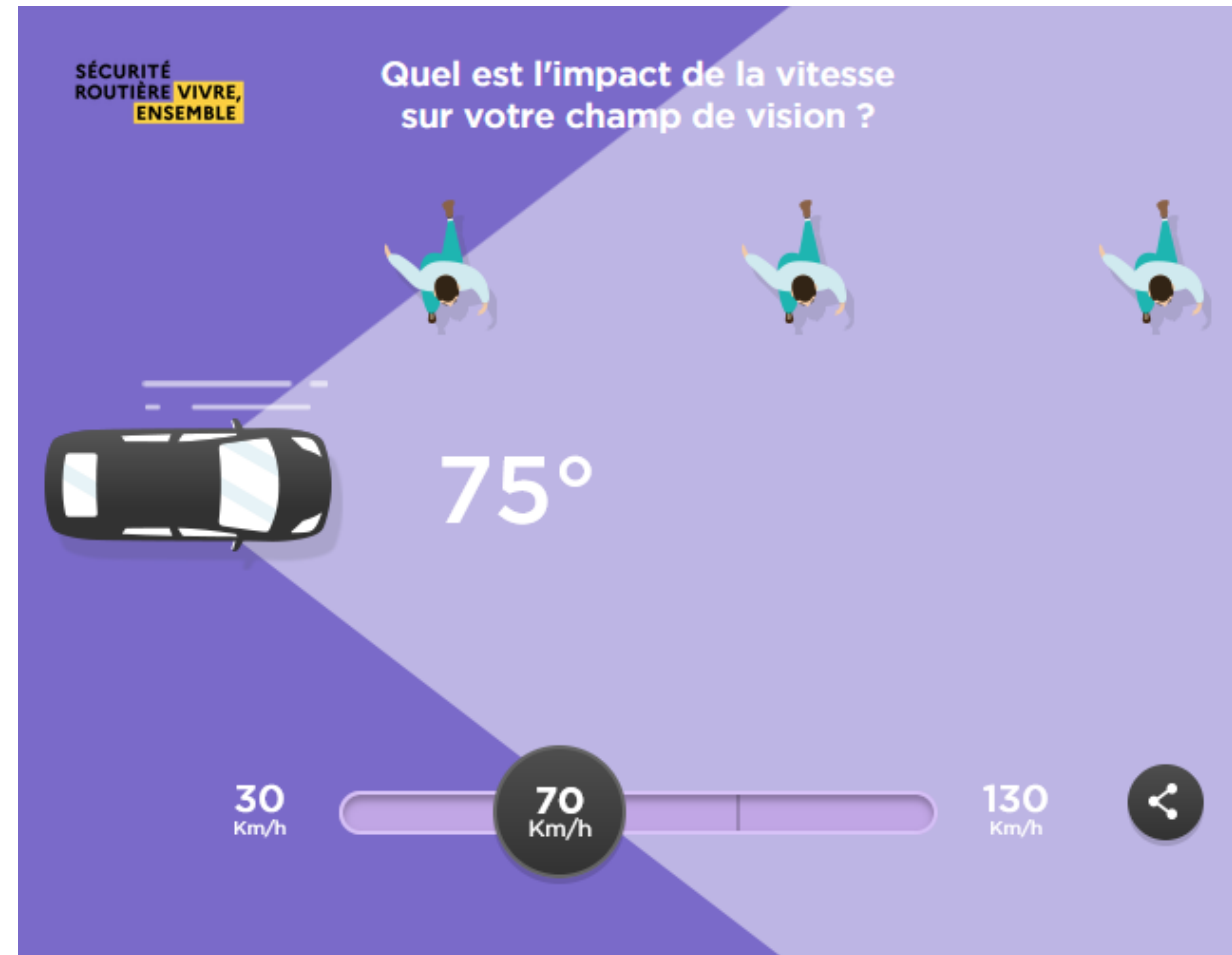 SÉCURITÉ
ROUTIÈRE VIVRE,
ENSEMBLE
Quel est l'impact de la vitesse
sur votre champ de vision ?
75°
30
Km/h
70
Km/h
130
Km/h